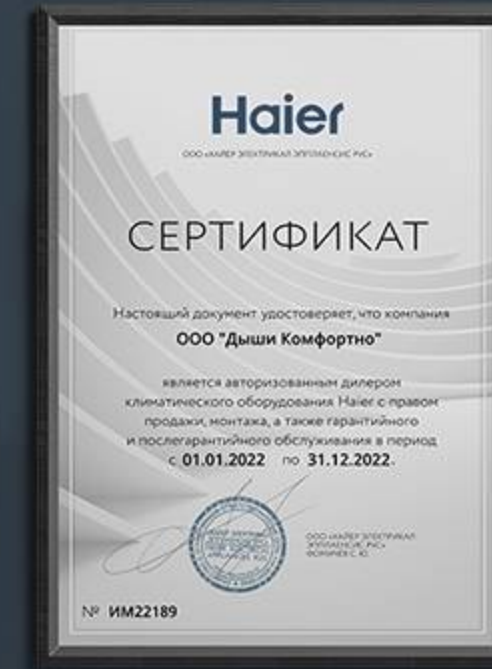 Haier
ООО «ХАЙЕР ЭЛЕКТРИКАЛ ЭППЛАЕНСИС РУС»
СЕРТИФИКАТ
Настоящий документ удостоверяет, что компания
ООО "Дыши Комфортно"
является авторизованным дилером
климатического оборудования Haier с правом
продажи, монтажа, а также гарантийного
и послегарантийного обслуживания в период
с 01.01.2022 по 31.12.2022.
ООО «ХАЙЕР ЭЛЕКТРИКАЛ
ЭППЛАЕНСИС РУС»
№ ИМ22189